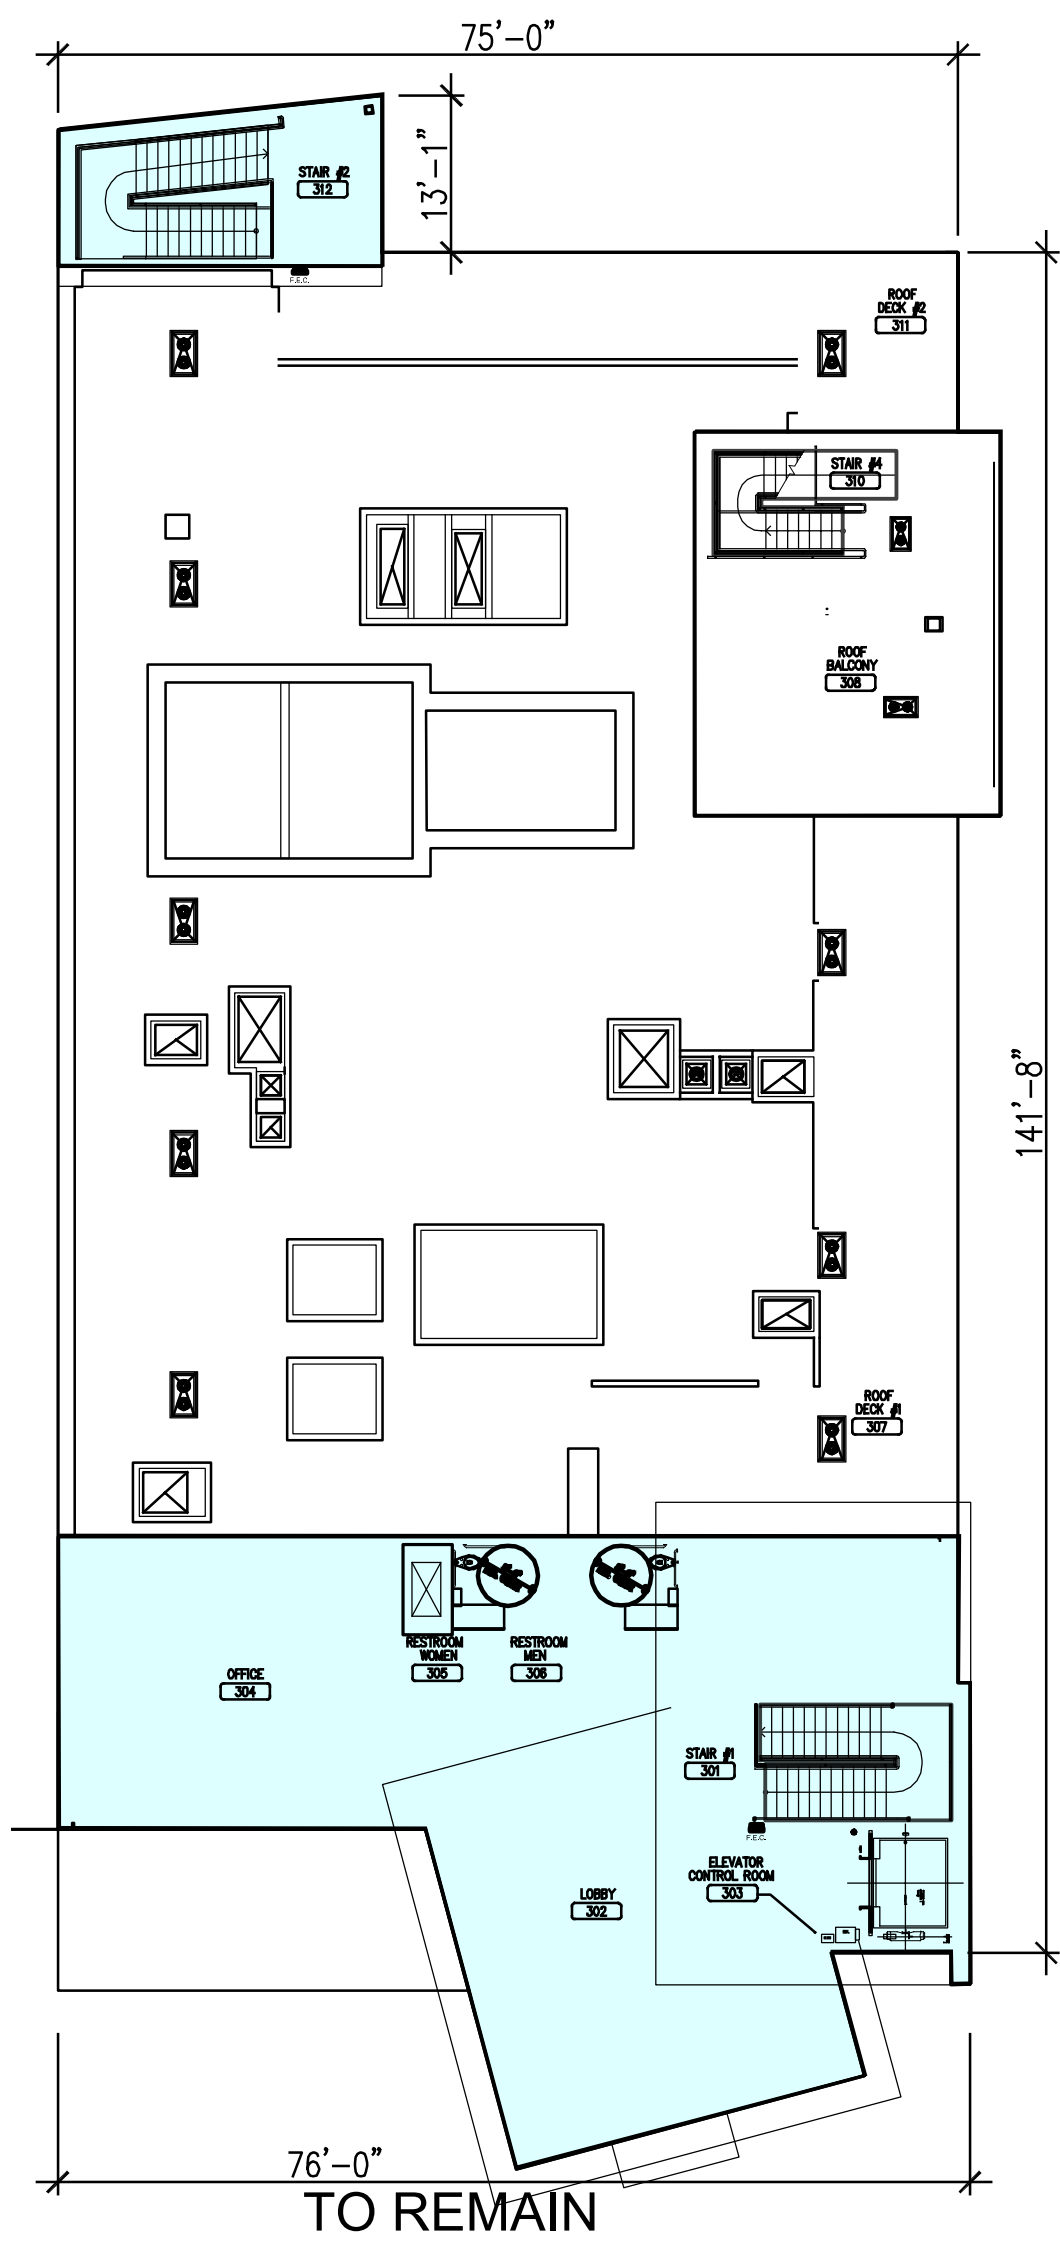 75'-0"
13'-1"
STAIR #2
312
F.E.C.
ROOF
DECK #2
311
STAIR #4
310
ROOF
BALCONY
308
141'-8"
ROOF
DECK #1
307
RESTROOM
WOMEN
305
RESTROOM
MEN
306
OFFICE
304
STAIR #1
301
F.E.C.
ELEVATOR
CONTROL ROOM
303
LOBBY
302
76'-0"
TO REMAIN